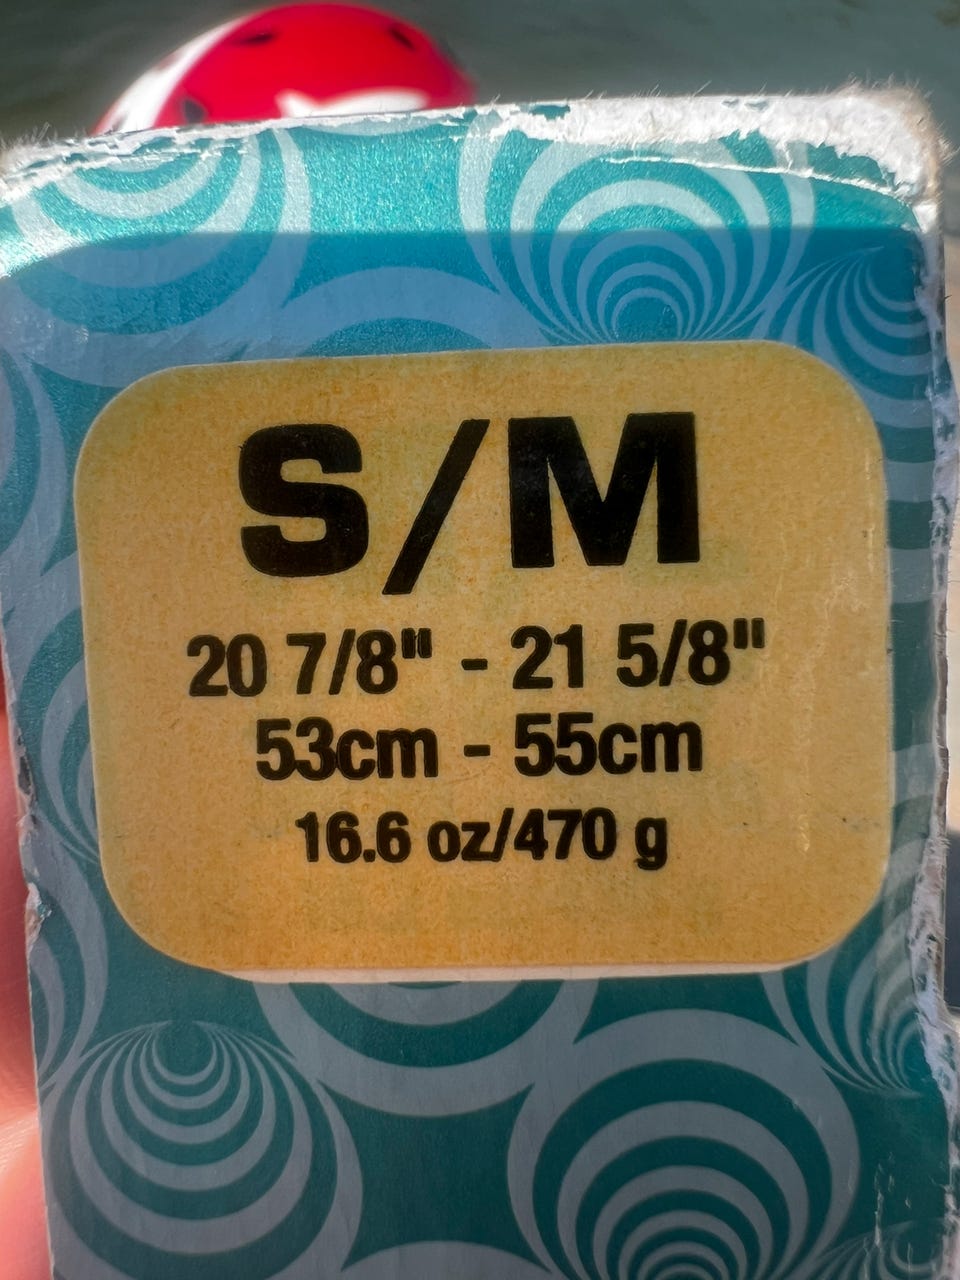 S/M
20 7/8" - 21 5/8"
53cm - 55cm
16.6 oz/470 g